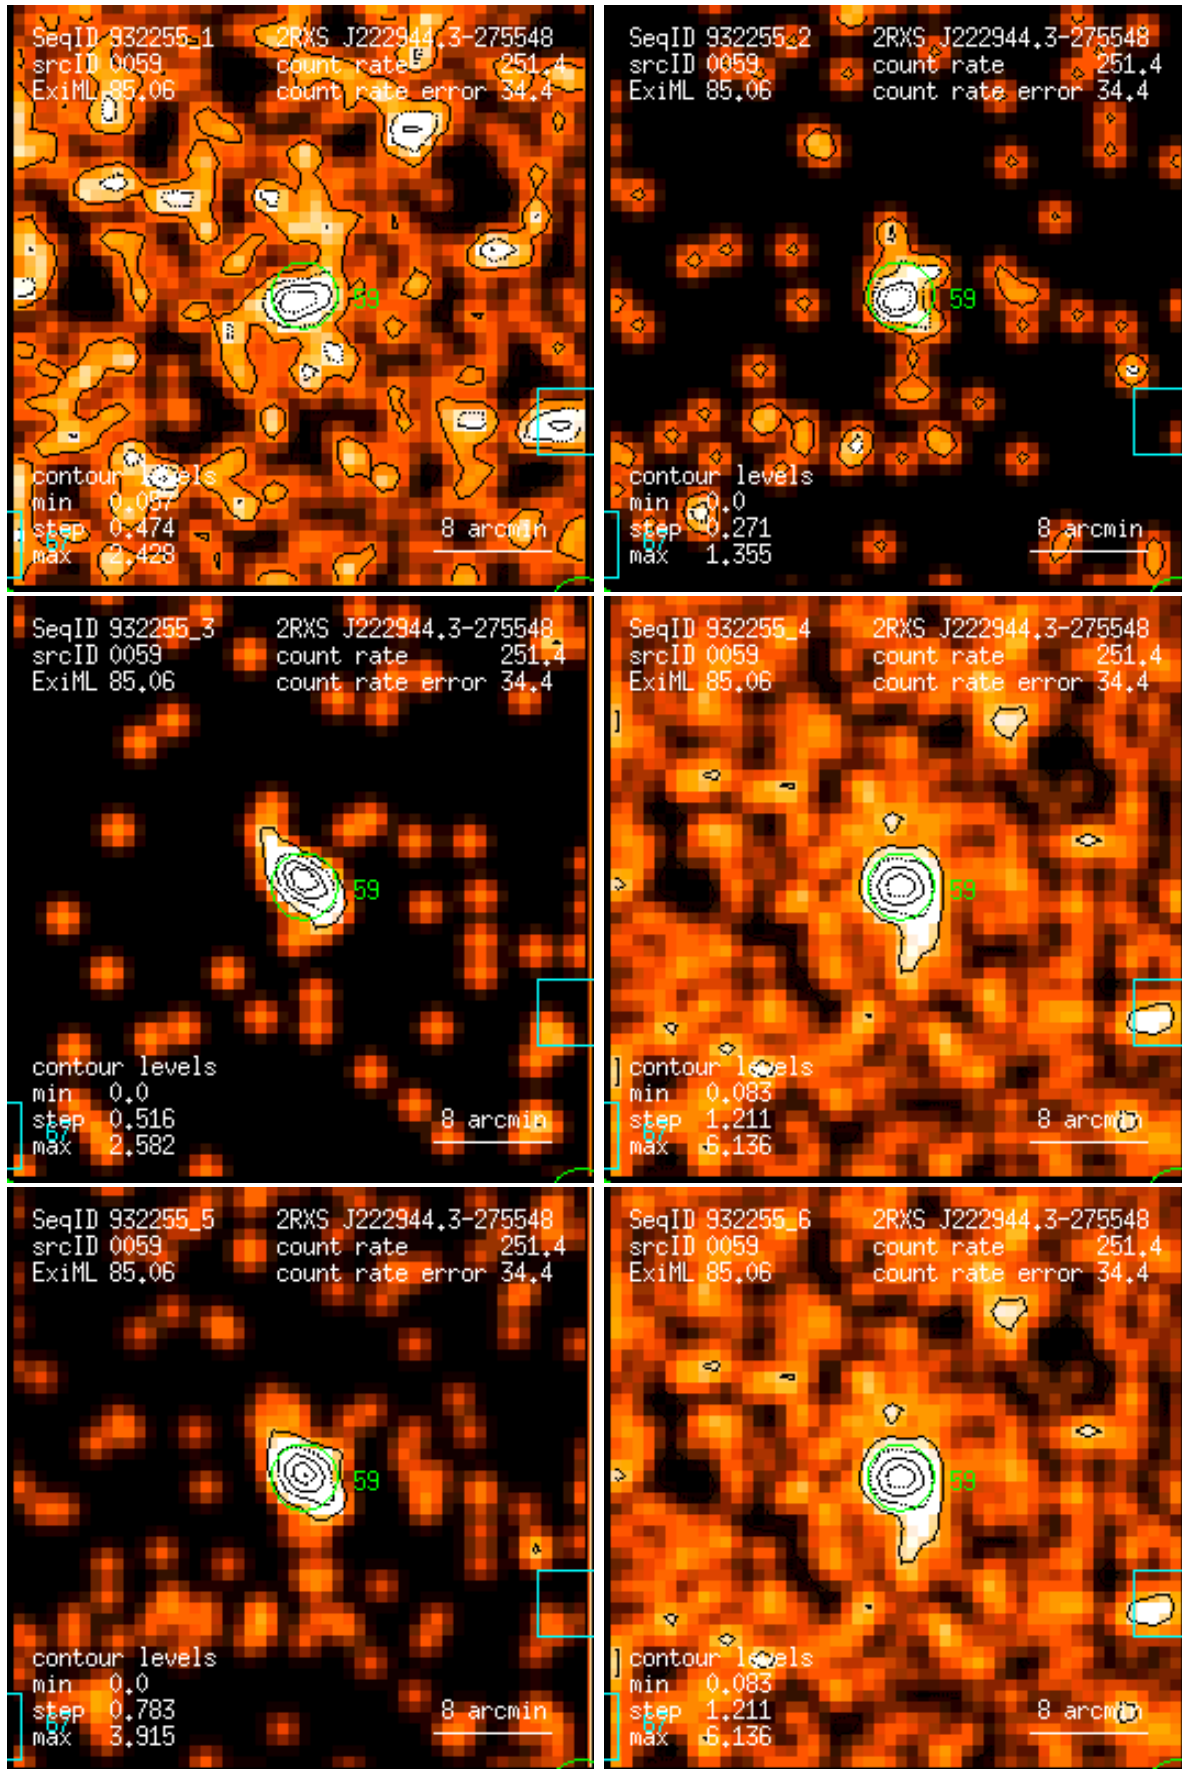 SeqID 932255_1 2RXS J222944.3-275548
srcID 0059 count rate 251.4
ExiML 85.06 count rate error 34.4
59
contour levels
min 0.097
step 0.474 8 arcmin
67
max 2.428
SeqID 932255_2 2RXS J222944.3-275548
srcID 0059 count rate 251.4
ExiML 85.06 count rate error 34.4
59
contour levels
min 0.0
step 0.271 8 arcmin
67
max 1.355
SeqID 932255_3 2RXS J222944.3-275548
srcID 0059 count rate 251.4
ExiML 85.06 count rate error 34.4
59
contour levels
min 0.0
step 0.516 8 arcmin
67
max 2.582
SeqID 932255_4 2RXS J222944.3-275548
srcID 0059 count rate 251.4
ExiML 85.06 count rate error 34.4
59
contour levels
min 0.083
step 1.211 8 arcmin
67
max 6.136
SeqID 932255_5 2RXS J222944.3-275548
srcID 0059 count rate 251.4
ExiML 85.06 count rate error 34.4
59
contour levels
min 0.0
step 0.783 8 arcmin
67
max 3.915
SeqID 932255_6 2RXS J222944.3-275548
srcID 0059 count rate 251.4
ExiML 85.06 count rate error 34.4
59
contour levels
min 0.083
step 1.211 8 arcmin
67
max 6.136